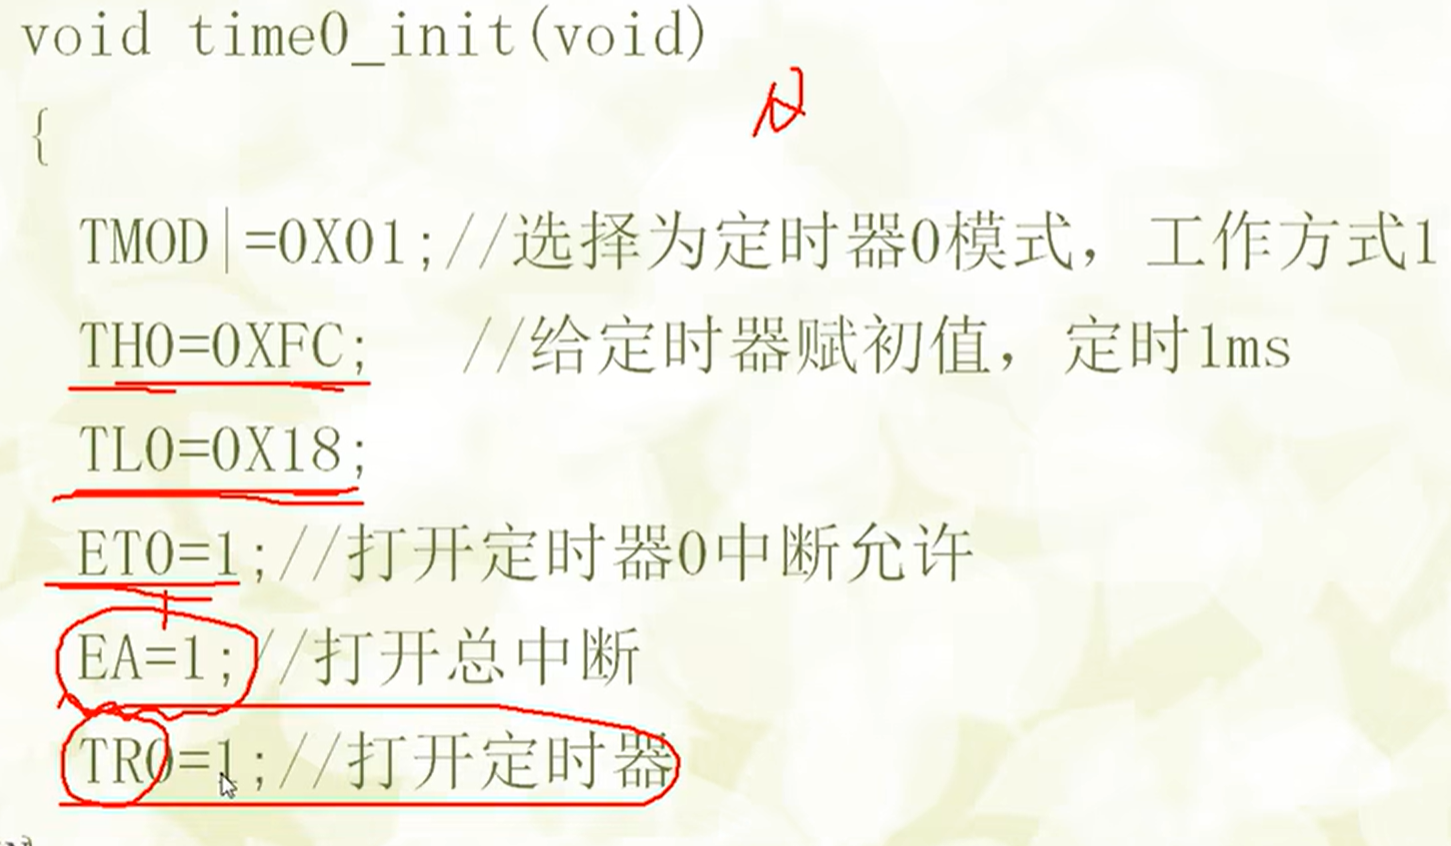 void time0_init(void)
{
TMOD|=0X01;//选择为定时器0模式，工作方式1
TH0=0XFC; //给定时器赋初值，定时1ms
TL0=0X18;
ET0=1;//打开定时器0中断允许
EA=1;//打开总中断
TR0=1;//打开定时器